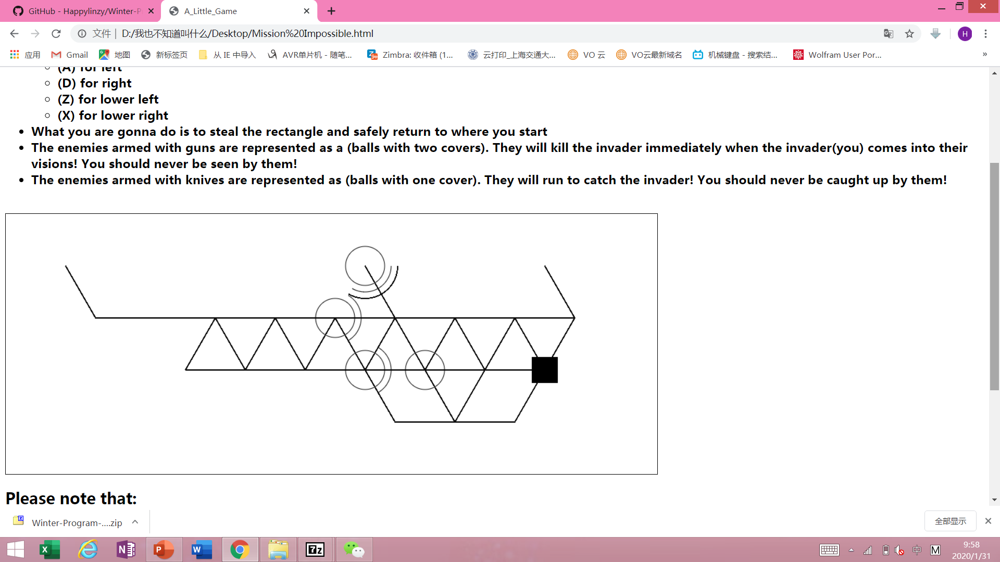 GitHub - Happylinzy/Winter-P
A_Little_Game
文件 | D:/我也不知道叫什么/Desktop/Mission%20Impossible.html
H
应用 Gmail 地图 新标签页 从 IE 中导入 AVR单片机 - 随笔... Zimbra: 收件箱 (1... 云打印_上海交通大... VO 云 VO云最新域名 机械键盘 - 搜索结... Wolfram User Por... »
(A) for left
(D) for right
(Z) for lower left
(X) for lower right
What you are gonna do is to steal the rectangle and safely return to where you start
The enemies armed with guns are represented as a (balls with two covers). They will kill the invader immediately when the invader(you) comes into their
visions! You should never be seen by them!
The enemies armed with knives are represented as (balls with one cover). They will run to catch the invader! You should never be caught up by them!
Please note that:
Winter-Program-....zip
全部显示
中
M
9:58
2020/1/31